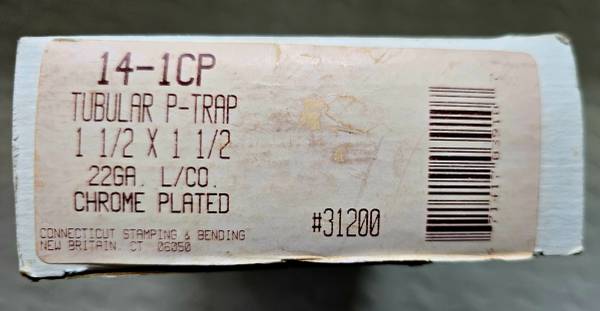 14-1CP
TUBULAR P-TRAP
1 1/2 X 1 1/2
22GA. L/CO.
CHROME PLATED
#31200
CONNECTICUT STAMPING & BENDING
NEW BRITAIN CT 06050